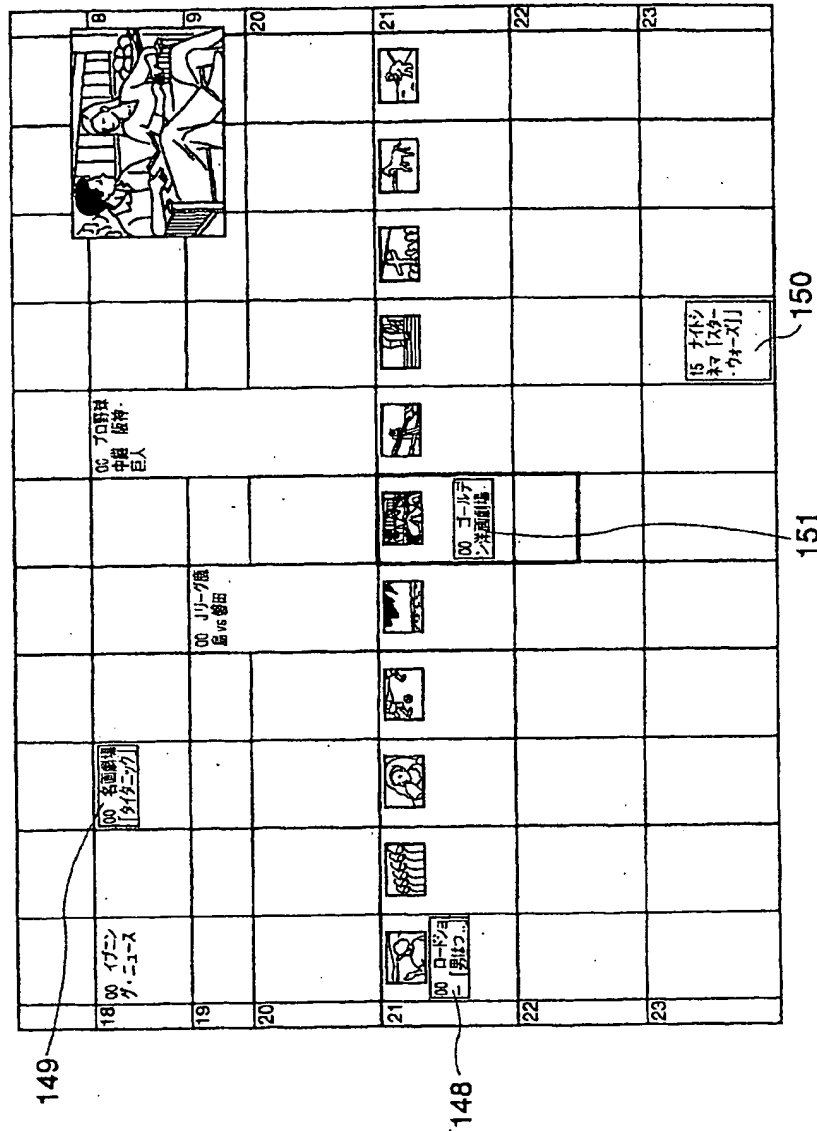 149
18
00 イブニン
グ・ニュース
00 名画劇場
「タイタニック」
00 プロ野球
中継 阪神・
巨人
8
19
00 Jリーグ鹿
島 vs 磐田
9
20
20
21
21
148
00 ロードショ
ー「男はつ..
00 ゴールデ
ン洋画劇場
22
22
23
23
15 ナイトシ
ネマ「スター
・ウォーズ」
151
150